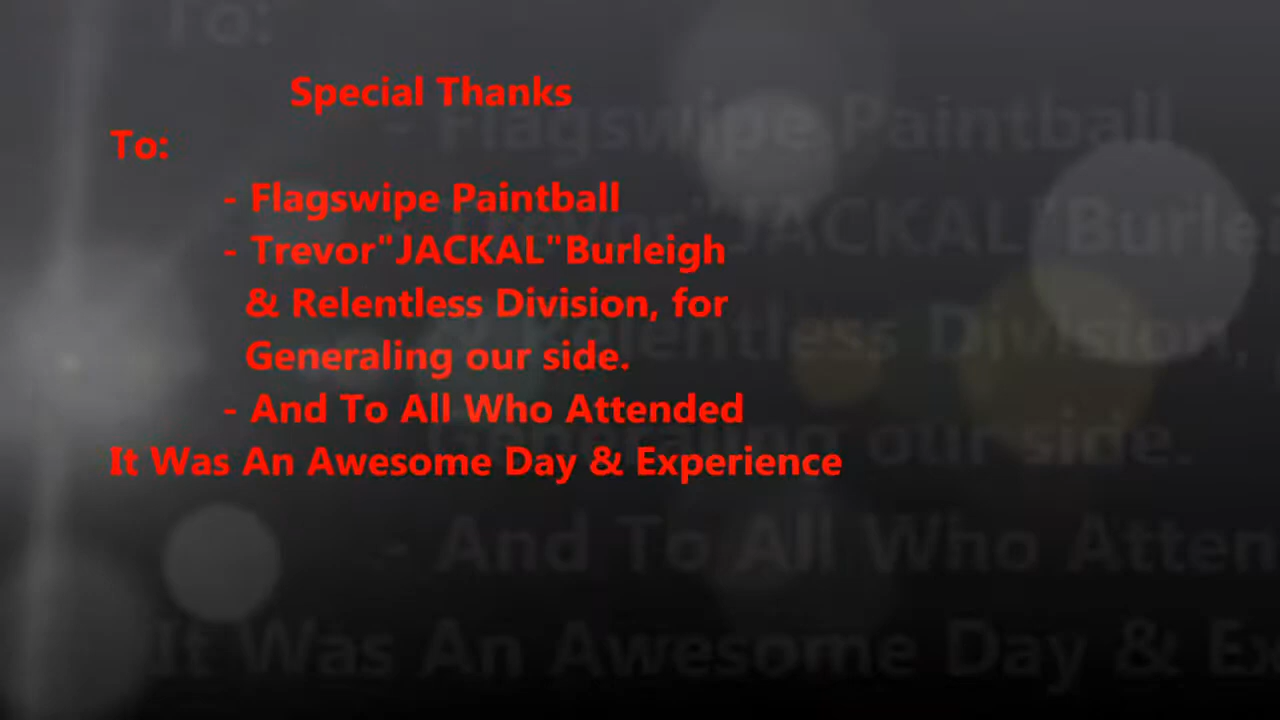 Special Thanks
To:
- Flagswipe Paintball
- Trevor"JACKAL"Burleigh
& Relentless Division, for
Generaling our side.
- And To All Who Attended
It Was An Awesome Day & Experience